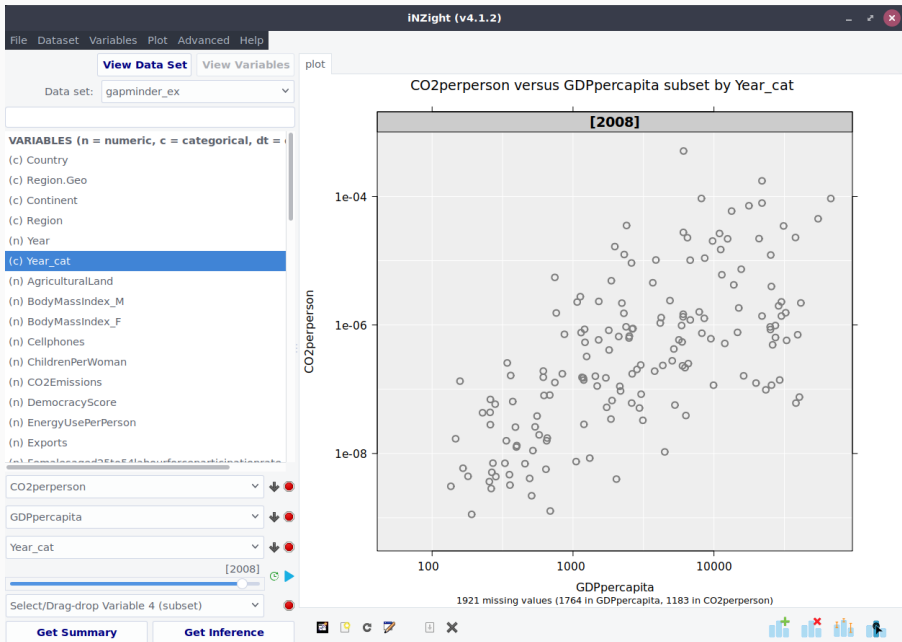 iNZight (v4.1.2)
File Dataset Variables Plot Advanced Help
View Data Set View Variables
Data set: gapminder_ex
VARIABLES (n = numeric, c = categorical, dt =
(c) Country
(c) Region.Geo
(c) Continent
(c) Region
(n) Year
(c) Year_cat
(n) AgriculturalLand
(n) BodyMassIndex_M
(n) BodyMassIndex_F
(n) Cellphones
(n) ChildrenPerWoman
(n) CO2Emissions
(n) DemocracyScore
(n) EnergyUsePerPerson
(n) Exports
(n) Femalesaged25to54labourforceparticipationrate
CO2perperson
GDPpercapita
Year_cat
[2008]
Select/Drag-drop Variable 4 (subset)
Get Summary Get Inference
plot
CO2perperson versus GDPpercapita subset by Year_cat
[2008]
1e-04
1e-06
1e-08
CO2perperson
100 1000 10000
GDPpercapita
1921 missing values (1764 in GDPpercapita, 1183 in CO2perperson)